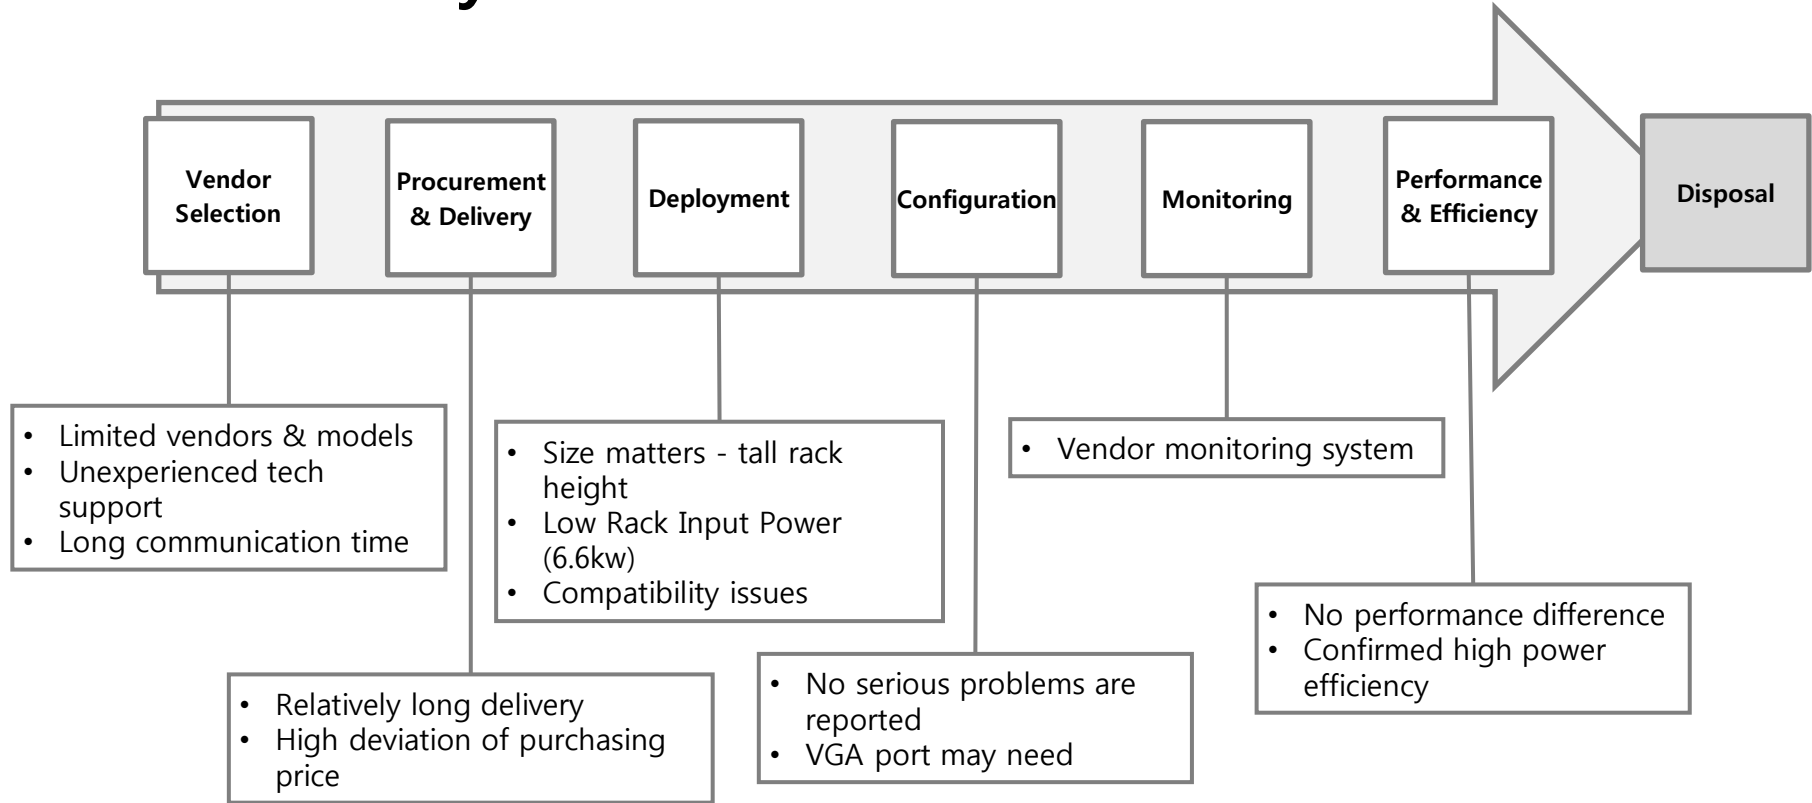 Vendor
Selection
Procurement
& Delivery
Deployment
Configuration
Monitoring
Performance
& Efficiency
Disposal
• Limited vendors & models
• Unexperienced tech
support
• Long communication time
• Size matters - tall rack
height
• Low Rack Input Power
(6.6kw)
• Compatibility issues
• Vendor monitoring system
• No performance difference
• Confirmed high power
efficiency
• Relatively long delivery
• High deviation of purchasing
price
• No serious problems are
reported
• VGA port may need